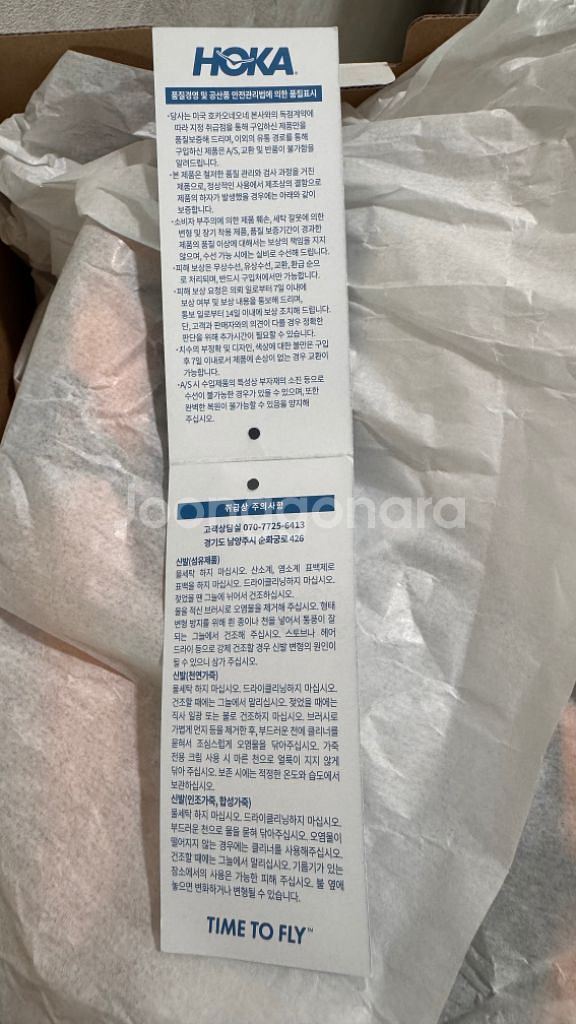 HOKA
품질경영 및 공산품 안전관리법에 의한 품질표시
·당사는 미국 호카오네오네 본사와의 독점계약에
따라 지정 취급점을 통해 구입하신 제품만을
품질보증해 드리며, 이외의 유통 경로를 통해
구입하신 제품은 A/S, 교환 및 반품이 불가함을
알려드립니다.
·본 제품은 철저한 품질 관리와 검사 과정을 거친
제품으로, 정상적인 사용에서 제조상의 결함으로
제품의 하자가 발생했을 경우에는 아래와 같이
보증합니다.
·소비자 부주의에 의한 제품 훼손, 세탁 잘못에 의한
변형 및 장기 착용 제품, 품질 보증기간이 경과한
제품의 품질 이상에 대해서는 보상의 책임을 지지
않으며, 수선 가능 시에는 실비로 수선해 드립니다.
·피해 보상은 무상수선, 유상수선, 교환, 환급 순으
로 처리되며, 반드시 구입처에서만 가능합니다.
·피해 보상 요청은 의뢰 일로부터 7일 이내에
보상 여부 및 보상 내용을 통보해 드리며,
통보 일로부터 14일 이내에 보상 조치해 드립니다.
단, 고객과 판매자와의 의견이 다를 경우 정확한
판단을 위해 추가시간이 필요할 수 있습니다.
·치수의 부정확 및 디자인, 색상에 대한 불만은 구입
후 7일 이내로서 제품에 손상이 없는 경우 교환이
가능합니다.
·A/S 시 수입제품의 특성상 부자재의 소진 등으로
수선이 불가능한 경우가 있을 수 있으며, 또한
완벽한 복원이 불가능할 수 있음을 양지해
주십시오.
취급상 주의사항
Joonggonara
고객상담실 070-7725-6413
경기도 남양주시 순화궁로 426
신발(섬유제품)
물세탁 하지 마십시오. 산소계, 염소계 표백제로
표백을 하지 마십시오. 드라이클리닝하지 마십시오.
젖었을 땐 그늘에 뉘어서 건조하십시오.
물을 적신 브러시로 오염물을 제거해 주십시오. 형태
변형 방지를 위해 흰 종이나 천을 넣어서 통풍이 잘
되는 그늘에서 건조해 주십시오. 스토브나 헤어
드라이 등으로 강제 건조할 경우 신발 변형의 원인이
될 수 있으니 삼가 주십시오.
신발(천연가죽)
물세탁 하지 마십시오. 드라이클리닝하지 마십시오.
건조할 때에는 그늘에서 말리십시오. 젖었을 때에는
직사 일광 또는 불로 건조하지 마십시오. 브러시로
가볍게 먼지 등을 제거한 후, 부드러운 천에 클리너를
묻혀서 조심스럽게 오염물을 닦아주십시오. 가죽
전용 크림 사용 시 마른 천으로 얼룩이 지지 않게
닦아 주십시오. 보존 시에는 적정한 온도와 습도에서
보관하십시오.
신발(인조가죽, 합성가죽)
물세탁 하지 마십시오. 드라이클리닝하지 마십시오.
부드러운 천으로 물을 묻혀 닦아주십시오. 오염물이
떨어지지 않는 경우에는 클리너를 사용해주십시오.
건조할 때에는 그늘에서 말리십시오. 기름기가 있는
장소에서의 사용은 가능한 피해 주십시오. 불 옆에
놓으면 변화하거나 변형될 수 있습니다.
TIME TO FLY™